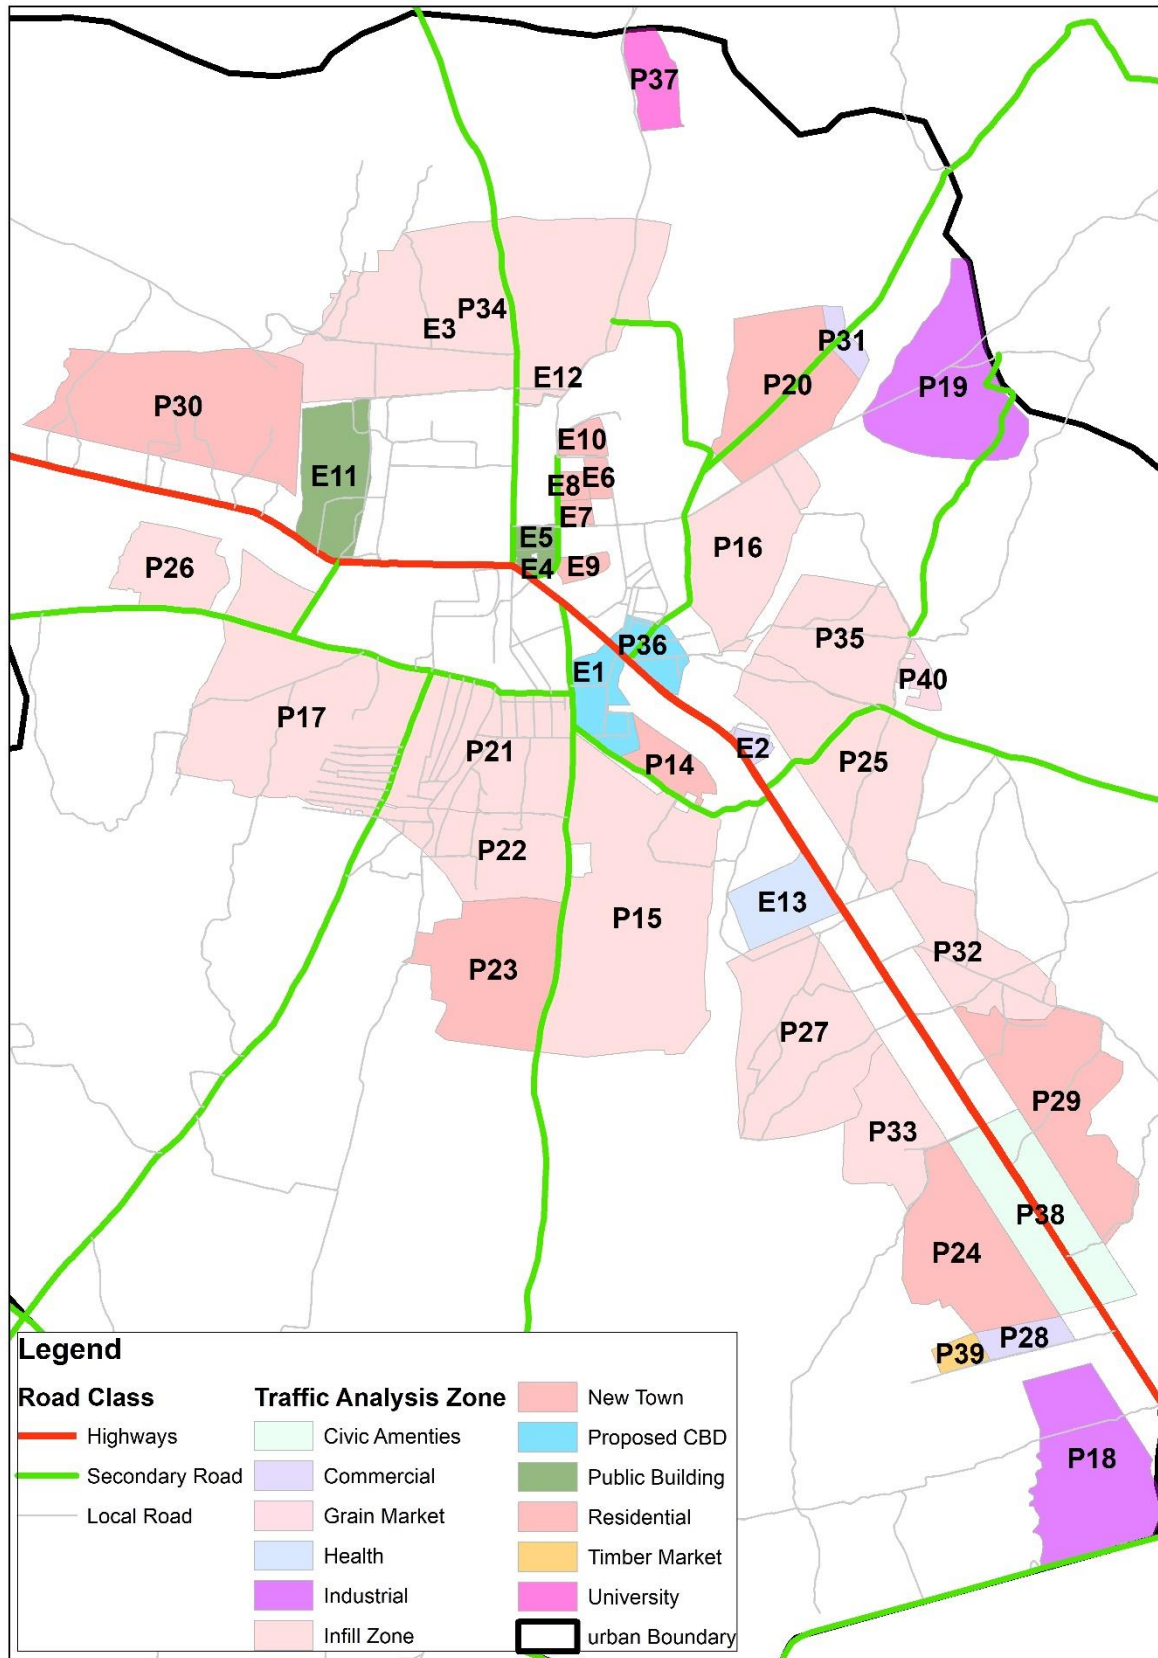 P37
P34
E3
P31
E12
P20
P19
P30
E10
E11
E6
E8
E7
E5
P16
E4
E9
P26
P36
P35
E1
P40
P17
E2
P21
P14
P25
P22
E13
P15
P32
P23
P27
P29
P33
P38
P24
P28
P39
P18
Legend
Road Class
Highways
Secondary Road
Local Road
Traffic Analysis Zone
Civic Amenties
Commercial
Grain Market
Health
Industrial
Infill Zone
New Town
Proposed CBD
Public Building
Residential
Timber Market
University
urban Boundary